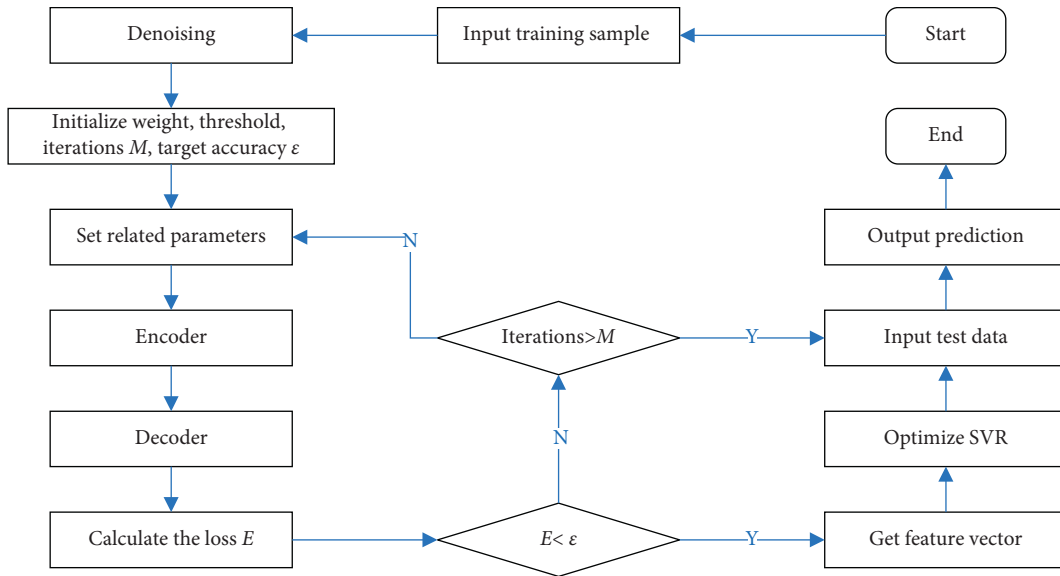 Denoising
Input training sample
Start
Initialize weight, threshold,
iterations M, target accuracy ε
End
Set related parameters
N
Output prediction
Encoder
Iterations>M
Y
Input test data
Decoder
N
Optimize SVR
Calculate the loss E
E< ε
Y
Get feature vector